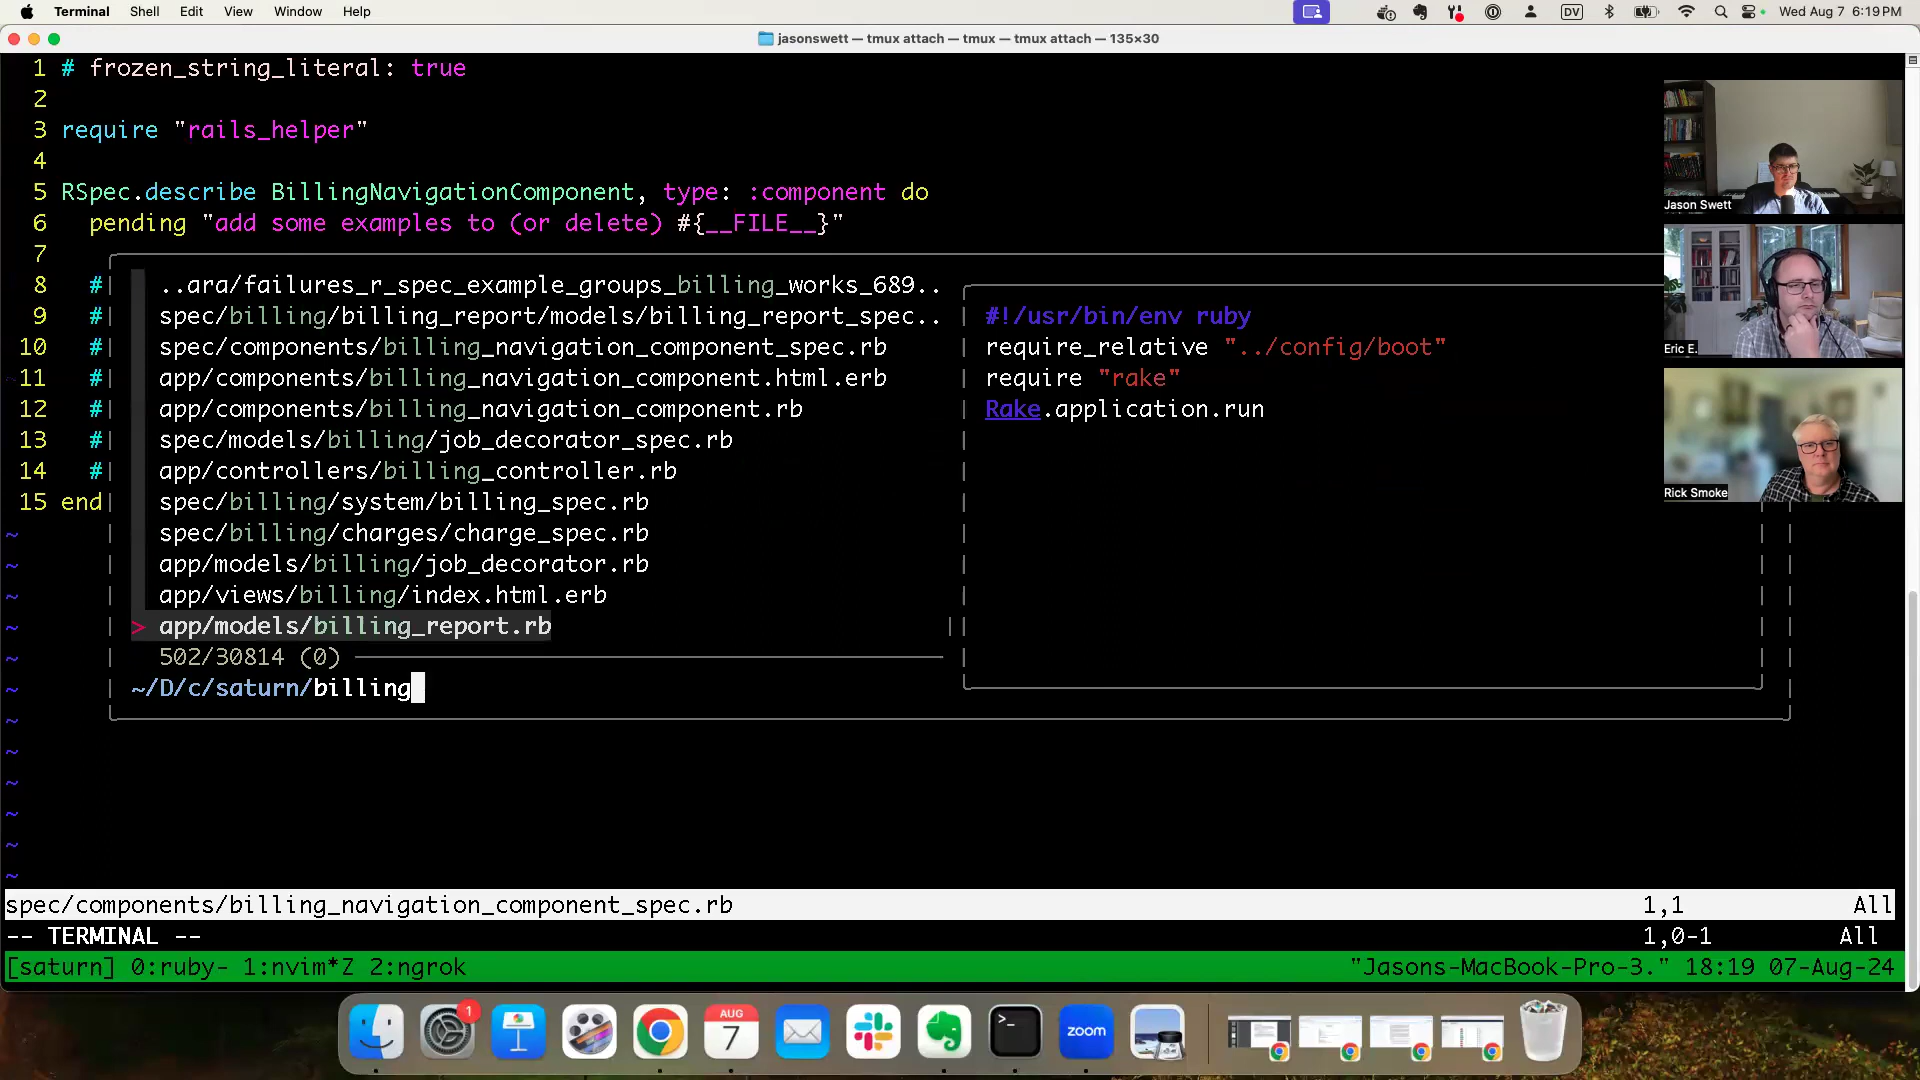 Terminal Shell Edit View Window Help DV Wed Aug 7 6:19 PM
jasonswett — tmux attach — tmux — tmux attach — 135×30
1 # frozen_string_literal: true
2
3 require "rails_helper"
4
5 RSpec.describe BillingNavigationComponent, type: :component do
6 pending "add some examples to (or delete) #{__FILE__}"
7
8 #
9 #
10 #
11 #
12 #
13 #
14 #
15 end
..ara/failures_r_spec_example_groups_billing_works_689..
spec/billing/billing_report/models/billing_report_spec..
spec/components/billing_navigation_component_spec.rb
app/components/billing_navigation_component.html.erb
app/components/billing_navigation_component.rb
spec/models/billing/job_decorator_spec.rb
app/controllers/billing_controller.rb
spec/billing/system/billing_spec.rb
spec/billing/charges/charge_spec.rb
app/models/billing/job_decorator.rb
app/views/billing/index.html.erb
> app/models/billing_report.rb
502/30814 (0)
~/D/c/saturn/billing
#!/usr/bin/env ruby
require_relative "../config/boot"
require "rake"
Rake.application.run
Jason Swett
Eric E.
Rick Smoke
~
~
~
~
~
~
~
~
~
~
~
~
spec/components/billing_navigation_component_spec.rb 1,1 All
-- TERMINAL -- 1,0-1 All
[saturn] 0:ruby- 1:nvim*Z 2:ngrok "Jasons-MacBook-Pro-3." 18:19 07-Aug-24
1
AUG
7
>_
zoom